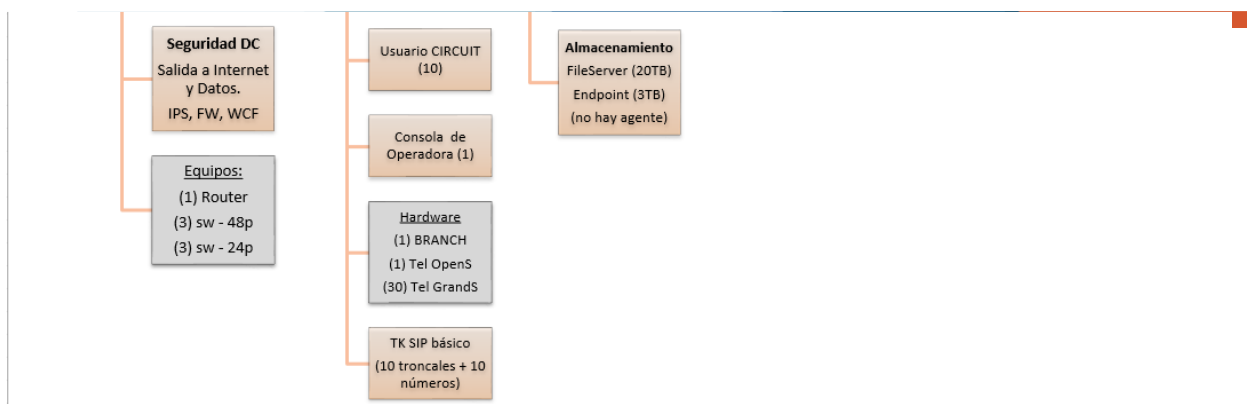 Seguridad DC
Salida a Internet
y Datos.
IPS, FW, WCF
Equipos:
(1) Router
(3) sw - 48p
(3) sw - 24p
Usuario CIRCUIT
(10)
Consola de
Operadora (1)
Hardware
(1) BRANCH
(1) Tel OpenS
(30) Tel GrandS
TK SIP básico
(10 troncales + 10
números)
Almacenamiento
FileServer (20TB)
Endpoint (3TB)
(no hay agente)